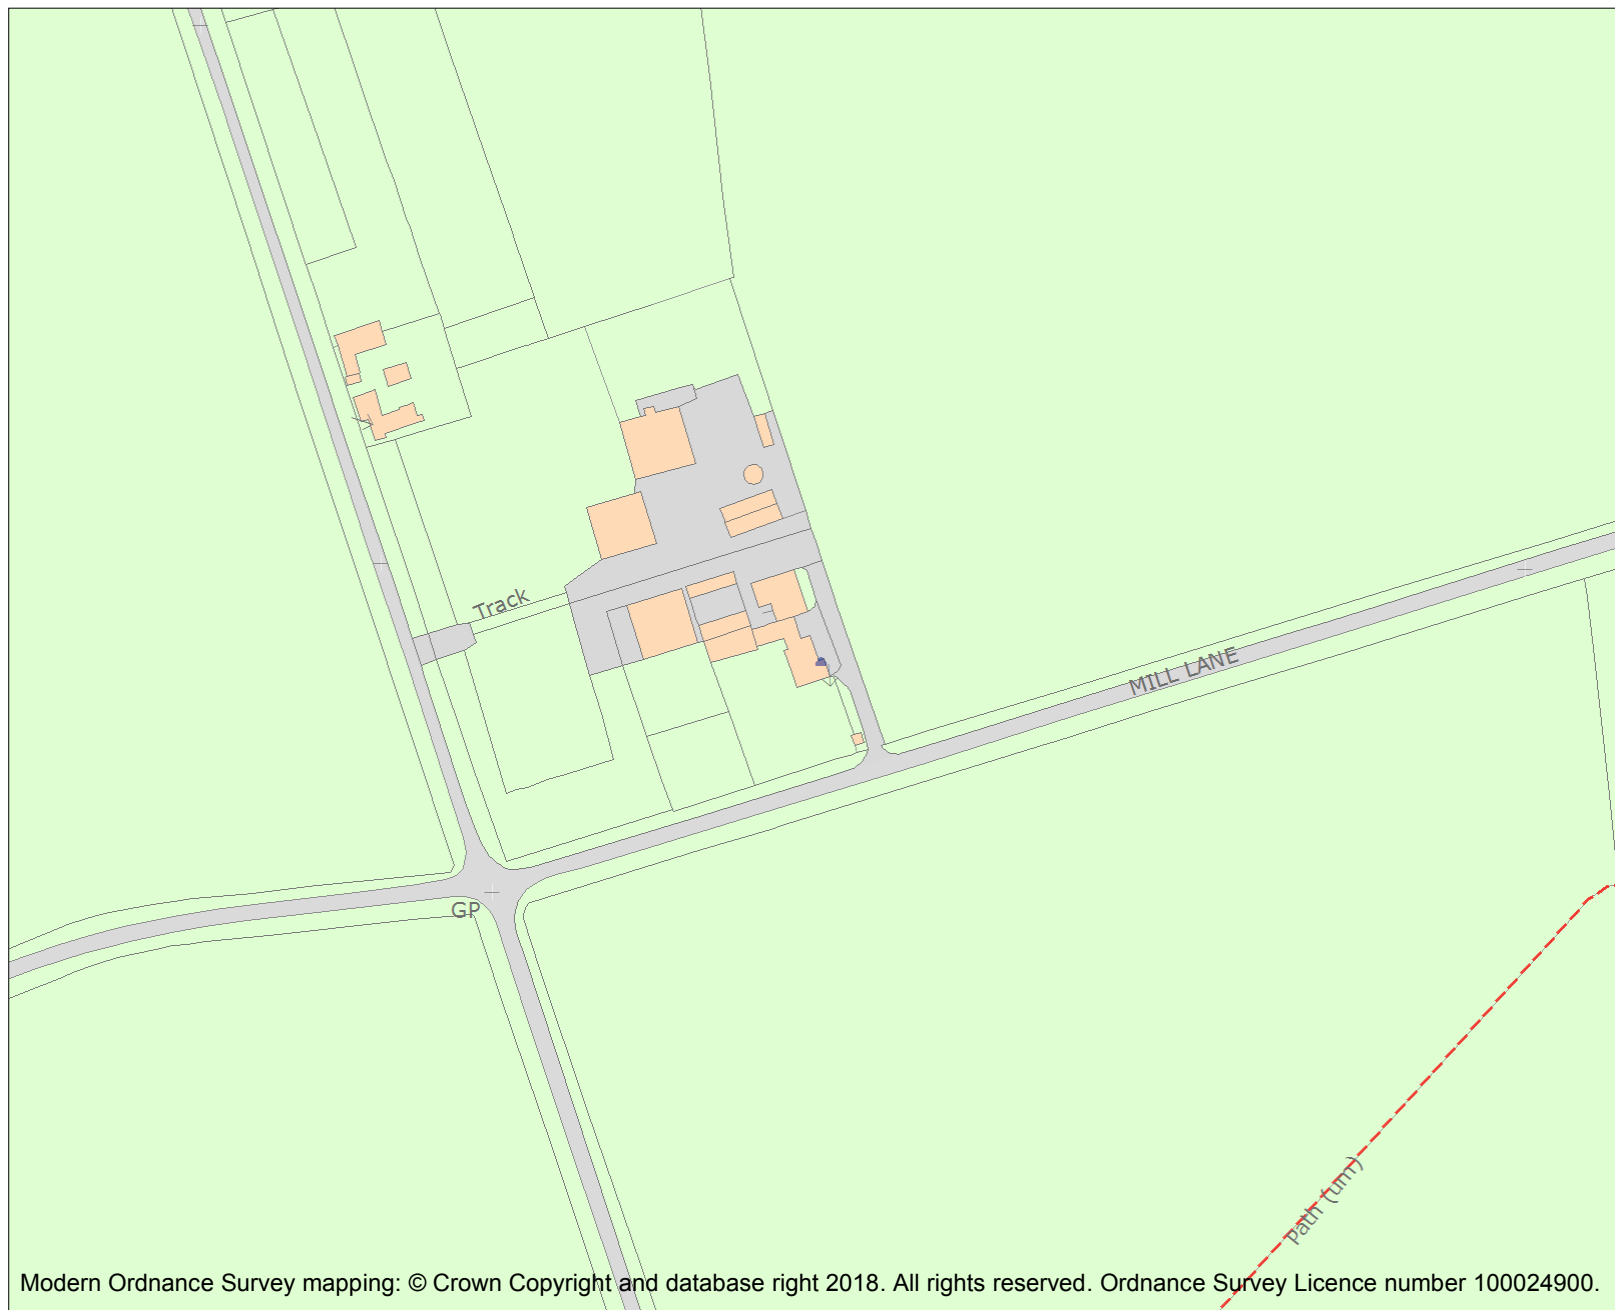 Track
MILL LANE
GP
Path (um)
Modern Ordnance Survey mapping: © Crown Copyright and database right 2018. All rights reserved. Ordnance Survey Licence number 100024900.